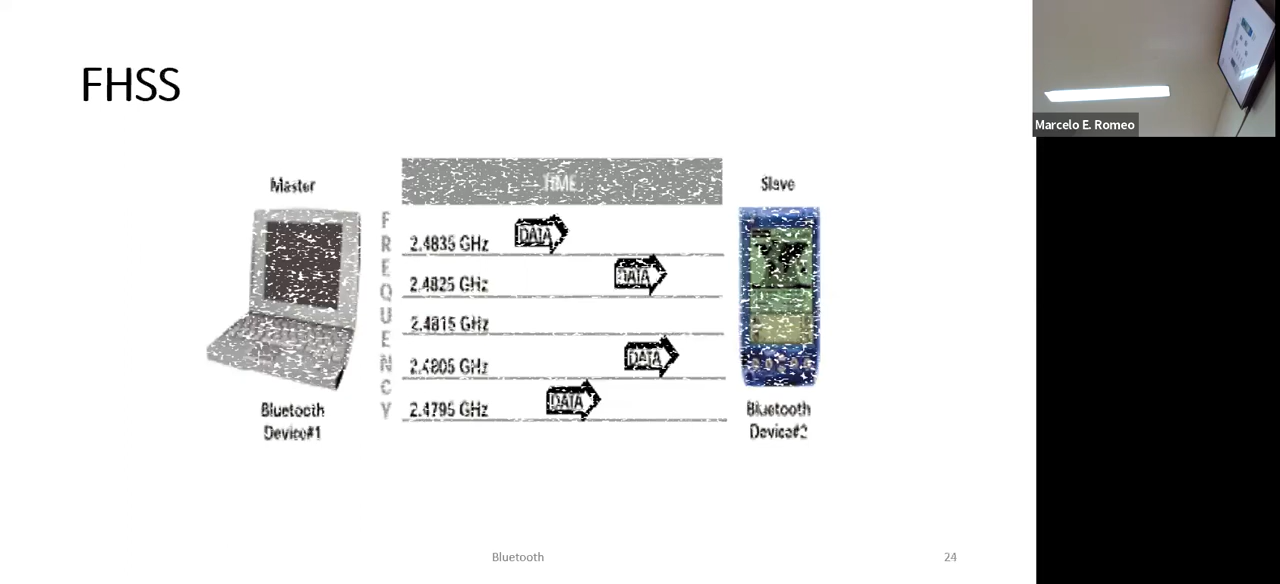 FHSS
Marcelo E. Romeo
TIME
Master
Slave
FREQUENCY
2.4835 GHz
DATA
2.4825 GHz
DATA
2.4815 GHz
2.4805 GHz
DATA
2.4795 GHz
DATA
Bluetooth
Device#1
Bluetooth
Device#2
Bluetooth
24